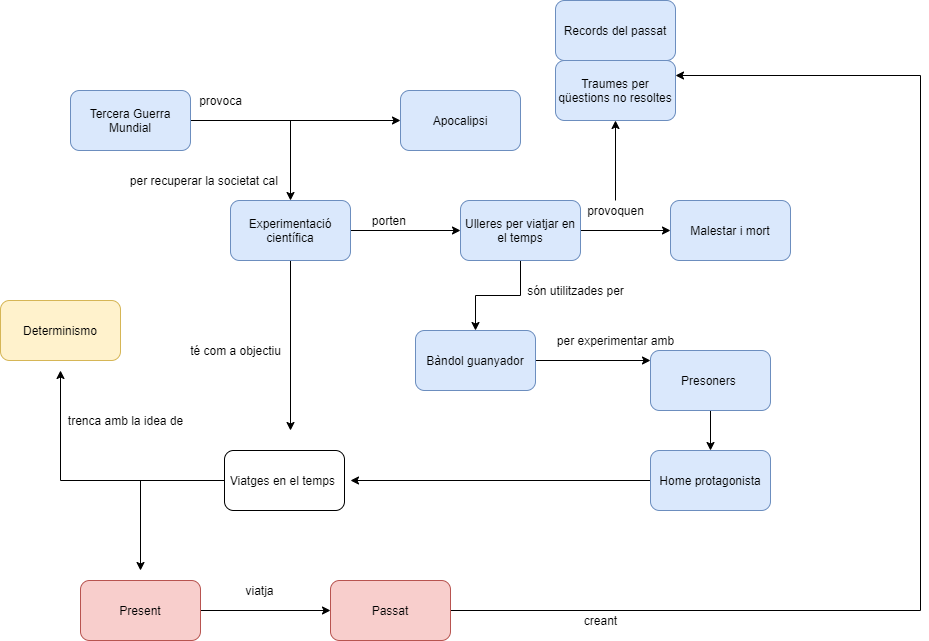 Records del passat
Traumes per
qüestions no resoltes
provoca
Tercera Guerra
Mundial
Apocalipsi
per recuperar la societat cal
Experimentació
científica
porten
Ulleres per viatjar en
el temps
provoquen
Malestar i mort
són utilitzades per
Determinismo
té com a objectiu
Bàndol guanyador
per experimentar amb
Presoners
trenca amb la idea de
Viatges en el temps
Home protagonista
Present
viatja
Passat
creant